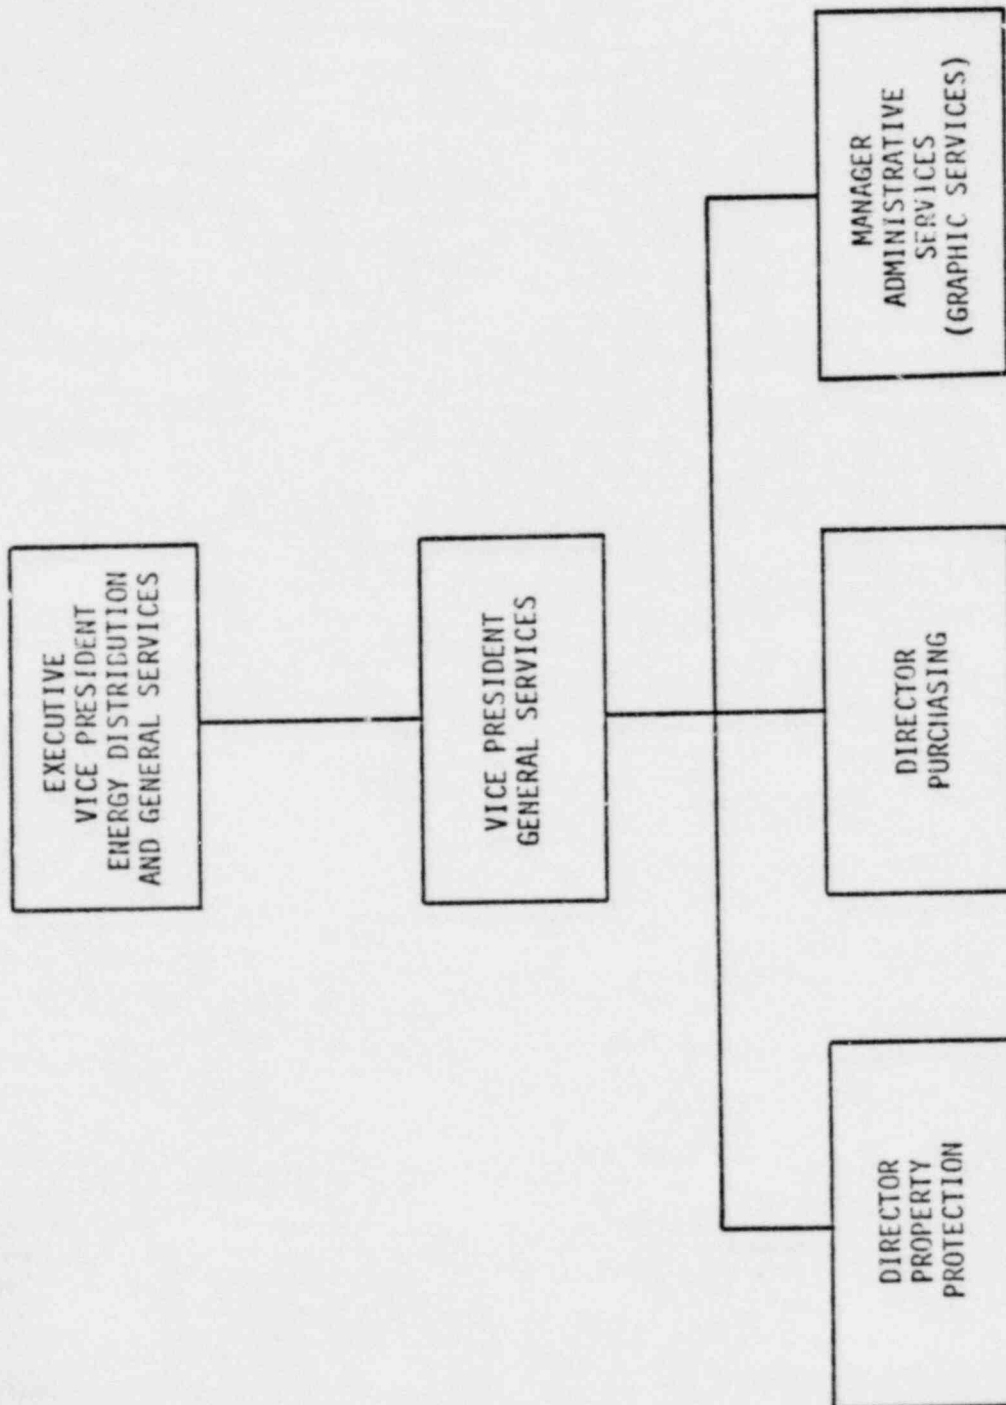 EXECUTIVE
VICE PRESIDENT
ENERGY DISTRIBUTION
AND GENERAL SERVICES
VICE PRESIDENT
GENERAL SERVICES
DIRECTOR
PROPERTY
PROTECTION
DIRECTOR
PURCHASING
MANAGER
ADMINISTRATIVE
SERVICES
(GRAPHIC SERVICES)